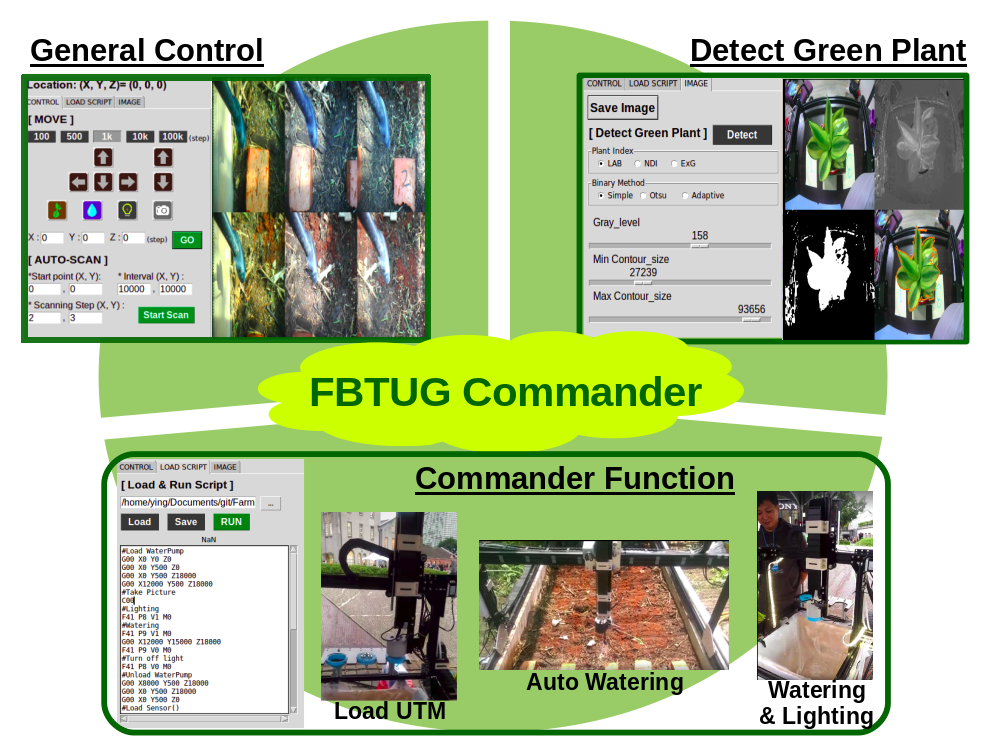 General Control
Location: (X, Y, Z)= (0, 0, 0)
CONTROL LOAD SCRIPT IMAGE
[ MOVE ]
100 500 1k 10k 100k (step)
X : 0 Y : 0 Z : 0 (step) GO
[ AUTO-SCAN ]
*Start point (X, Y): * Interval (X, Y) :
0 , 0 10000 , 10000
* Scanning Step (X, Y) :
2 , 3 Start Scan
Detect Green Plant
CONTROL LOAD SCRIPT IMAGE
Save Image
[ Detect Green Plant ] Detect
Plant Index
LAB NDI ExG
Binary Method
Simple Otsu Adaptive
Gray_level
158
Min Contour_size
27239
Max Contour_size
93656
FBTUG Commander
Commander Function
CONTROL LOAD SCRIPT IMAGE
[ Load & Run Script ]
/home/ying/Documents/git/Farm ...
Load Save RUN
NaN
#Load WaterPump
G00 X0 Y0 Z0
G00 X0 Y500 Z0
G00 X0 Y500 Z18000
G00 X12000 Y500 Z18000
#Take Picture
C00
#Lighting
F41 P8 V1 M0
#Watering
F41 P9 V1 M0
G00 X12000 Y15000 Z18000
F41 P9 V0 M0
#Turn off light
F41 P8 V0 M0
#Unload WaterPump
G00 X8000 Y500 Z18000
G00 X0 Y500 Z18000
G00 X0 Y500 Z0
#Load Sensor()
Load UTM
Auto Watering
Watering
& Lighting